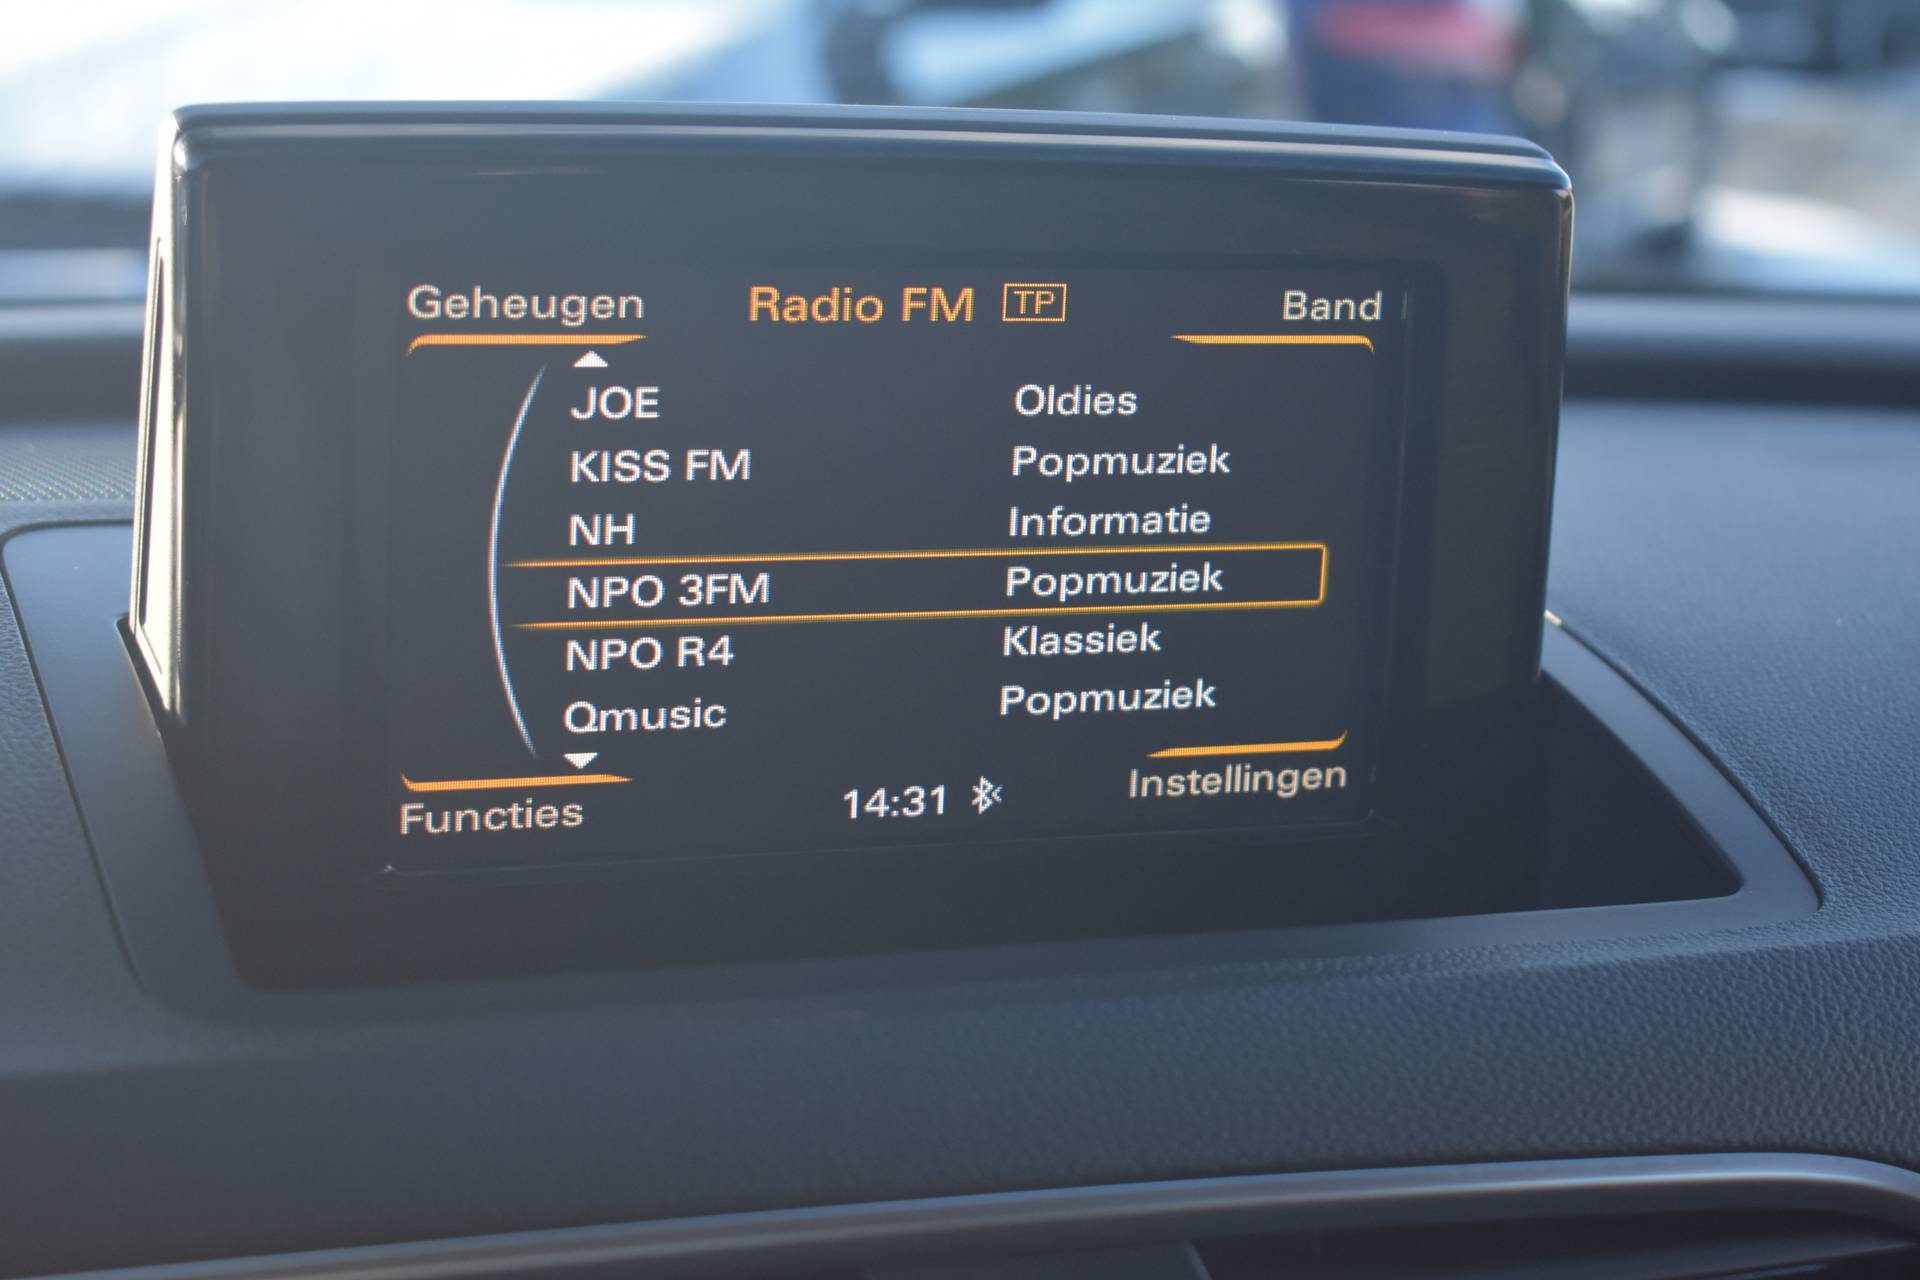 Geheugen Radio FM TP Band
JOE Oldies
KISS FM Popmuziek
NH Informatie
NPO 3FM Popmuziek
NPO R4 Klassiek
Qmusic Popmuziek
Functies 14:31 Instellingen